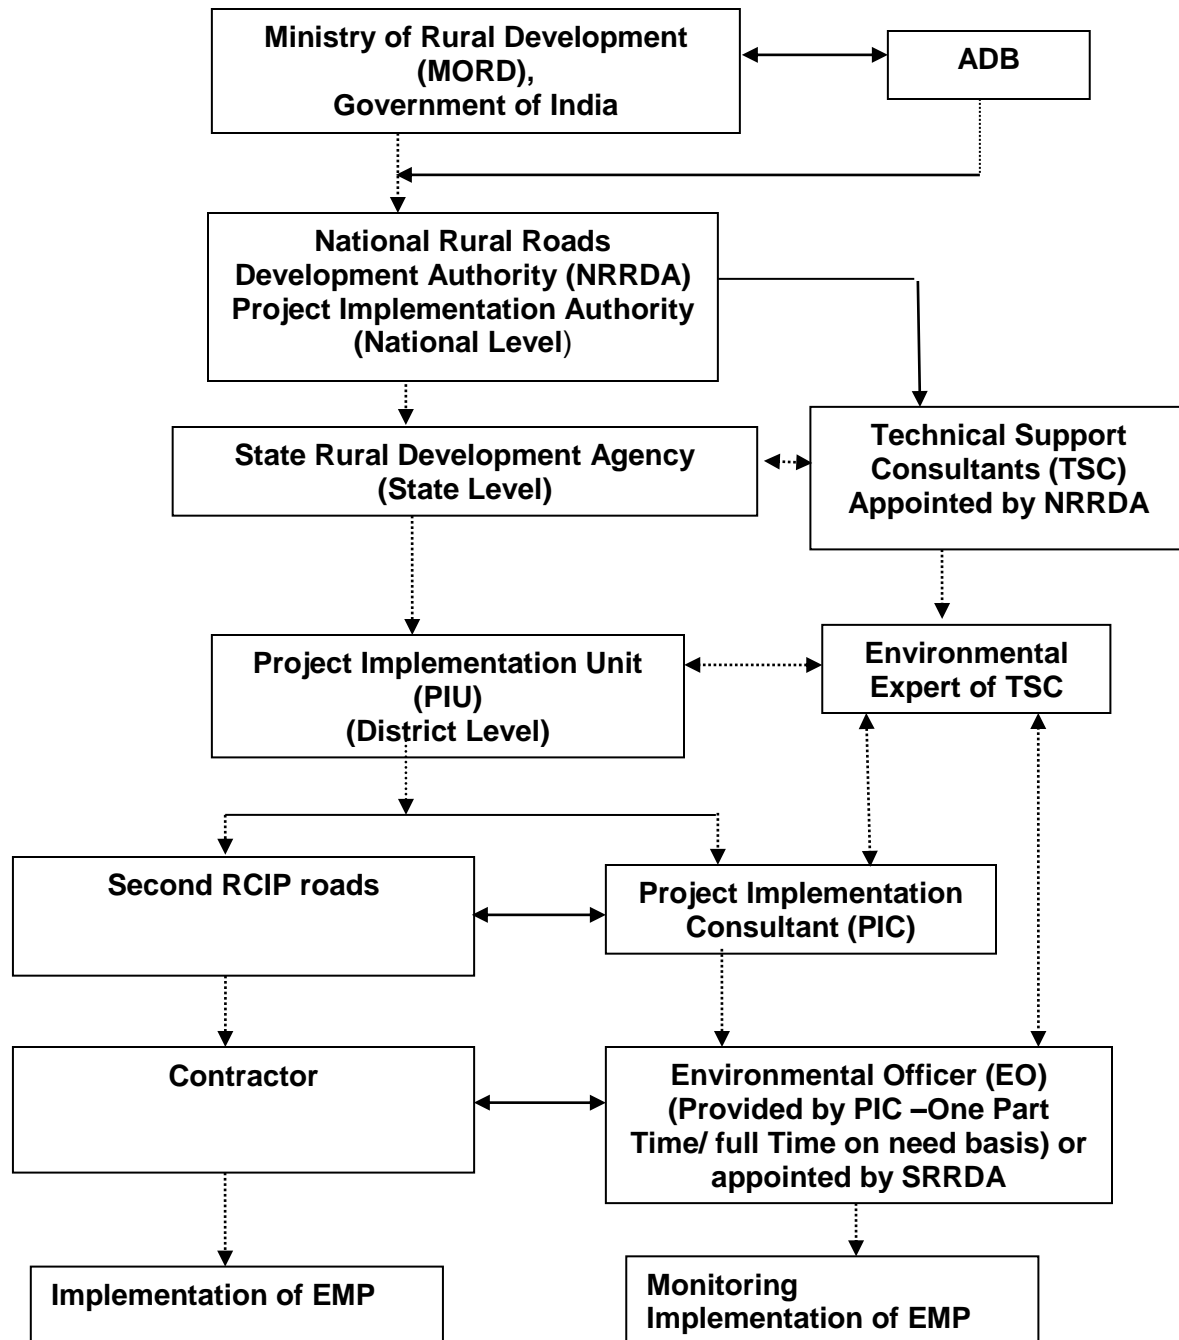 Ministry of Rural Development
(MORD),
Government of India
ADB
National Rural Roads
Development Authority (NRRDA)
Project Implementation Authority
(National Level)
State Rural Development Agency
(State Level)
Technical Support
Consultants (TSC)
Appointed by NRRDA
Project Implementation Unit
(PIU)
(District Level)
Environmental
Expert of TSC
Second RCIP roads
Project Implementation
Consultant (PIC)
Contractor
Environmental Officer (EO)
(Provided by PIC –One Part
Time/ full Time on need basis) or
appointed by SRRDA
Implementation of EMP
Monitoring
Implementation of EMP